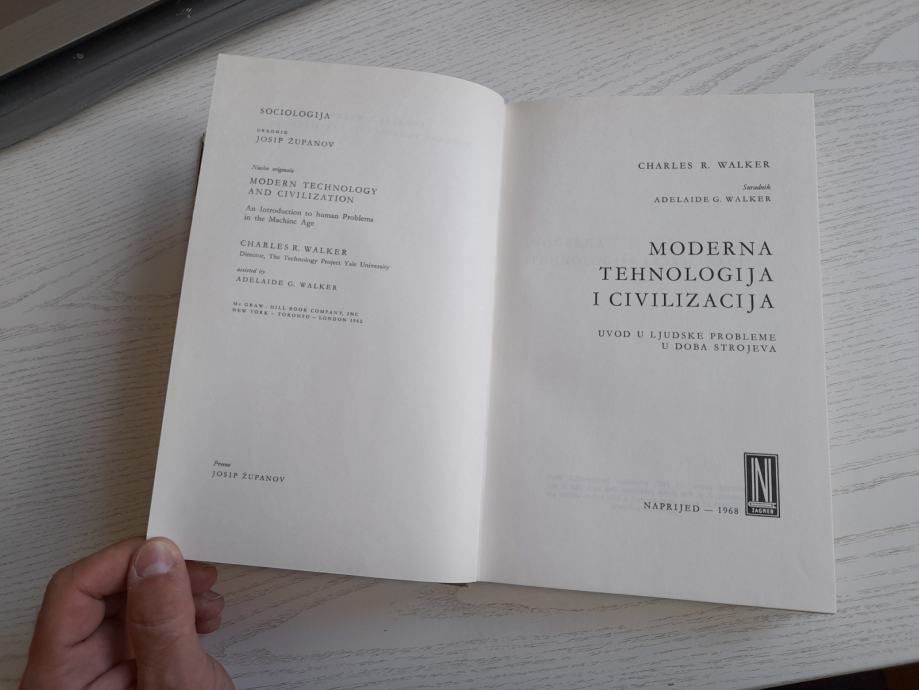 SOCIOLOGIJA
UREDNIK
JOSIP ŽUPANOV
Naslov originala
MODERN TECHNOLOGY
AND CIVILIZATION
An Introduction to human Problems
in the Machine Age
CHARLES R. WALKER
Director, The Technology Project Yale University
assisted by
ADELAIDE G. WALKER
Mc GRAW - HILL BOOK COMPANY, INC
NEW YORK – TORONTO – LONDON 1962
Preveo
JOSIP ŽUPANOV
CHARLES R. WALKER
Suradnik
ADELAIDE G. WALKER
MODERNA
TEHNOLOGIJA
I CIVILIZACIJA
UVOD U LJUDSKE PROBLEME
U DOBA STROJEVA
NAPRIJED — 1968
ZAGREB